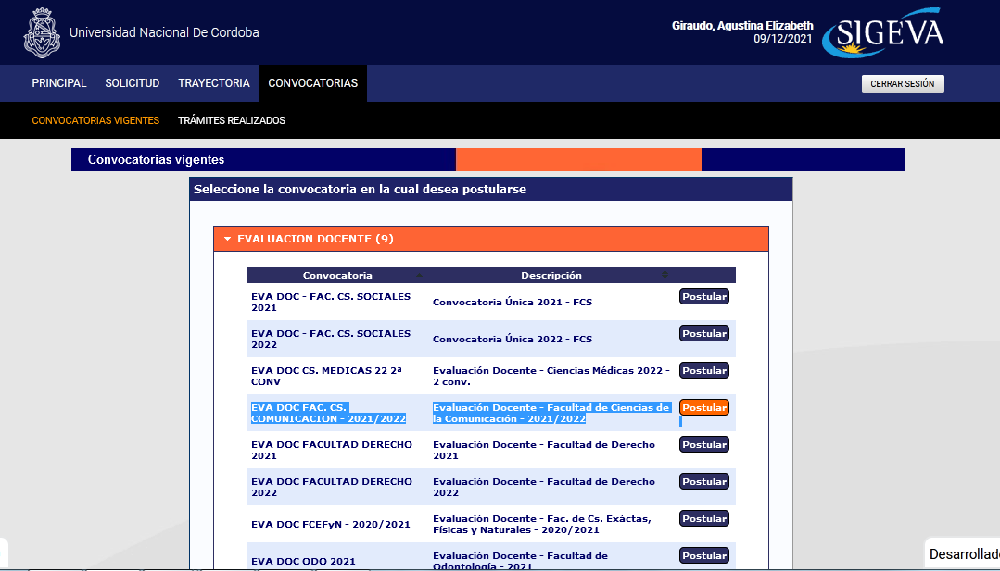 Universidad Nacional De Cordoba
Giraudo, Agustina Elizabeth
09/12/2021
SIGEVA
PRINCIPAL SOLICITUD TRAYECTORIA CONVOCATORIAS
CERRAR SESIÓN
CONVOCATORIAS VIGENTES TRÁMITES REALIZADOS
Convocatorias vigentes
Seleccione la convocatoria en la cual desea postularse
EVALUACION DOCENTE (9)
Convocatoria Descripción
EVA DOC - FAC. CS. SOCIALES
2021
Convocatoria Única 2021 - FCS
Postular
EVA DOC - FAC. CS. SOCIALES
2022
Convocatoria Única 2022 - FCS
Postular
EVA DOC CS. MEDICAS 22 2ª
CONV
Evaluación Docente - Ciencias Médicas 2022 -
2 conv.
Postular
EVA DOC FAC. CS.
COMUNICACION - 2021/2022
Evaluación Docente - Facultad de Ciencias de
la Comunicación - 2021/2022
Postular
EVA DOC FACULTAD DERECHO
2021
Evaluación Docente - Facultad de Derecho
2021
Postular
EVA DOC FACULTAD DERECHO
2022
Evaluación Docente - Facultad de Derecho
2022
Postular
EVA DOC FCEFyN - 2020/2021
Evaluación Docente - Fac. de Cs. Exáctas,
Físicas y Naturales - 2020/2021
Postular
EVA DOC ODO 2021
Evaluación Docente - Facultad de
Odontología - 2021
Postular
Desarrollad